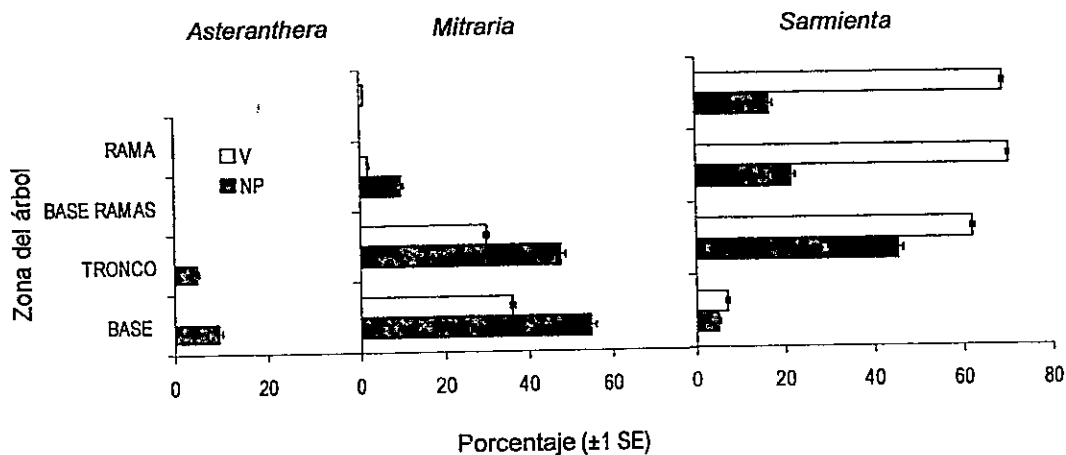 Asteranthera Mitraria Sarmienta
Zona del árbol
RAMA
BASE RAMAS
TRONCO
BASE
V
NP
0 20 0 20 40 60 0 20 40 60 80
Porcentaje (±1 SE)